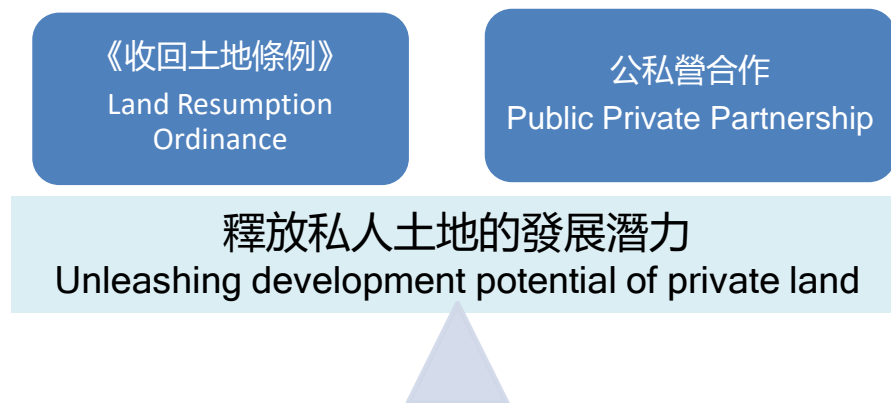 《收回土地條例》
Land Resumption
Ordinance
公私營合作
Public Private Partnership
釋放私人土地的發展潛力
Unleashing development potential of private land